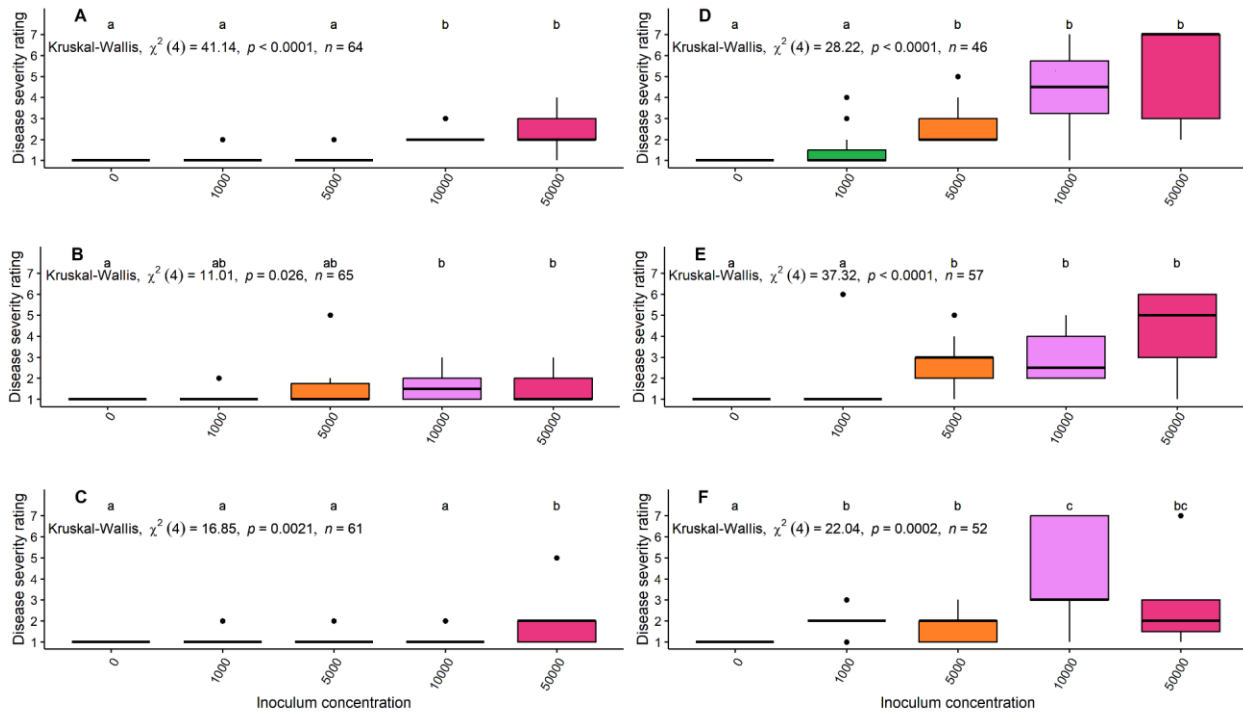 A
a a a b b
Kruskal-Wallis, χ² (4) = 41.14, p < 0.0001, n = 64
Disease severity rating
7
6
5
4
3
2
1
0 1000 5000 10000 50000
D
a a b b b
Kruskal-Wallis, χ² (4) = 28.22, p < 0.0001, n = 46
Disease severity rating
7
6
5
4
3
2
1
0 1000 5000 10000 50000
B
a ab ab b b
Kruskal-Wallis, χ² (4) = 11.01, p = 0.026, n = 65
Disease severity rating
7
6
5
4
3
2
1
0 1000 5000 10000 50000
E
a a b b b
Kruskal-Wallis, χ² (4) = 37.32, p < 0.0001, n = 57
Disease severity rating
7
6
5
4
3
2
1
0 1000 5000 10000 50000
C
a a a a b
Kruskal-Wallis, χ² (4) = 16.85, p = 0.0021, n = 61
Disease severity rating
7
6
5
4
3
2
1
0 1000 5000 10000 50000
Inoculum concentration
F
a b b c bc
Kruskal-Wallis, χ² (4) = 22.04, p = 0.0002, n = 52
Disease severity rating
7
6
5
4
3
2
1
0 1000 5000 10000 50000
Inoculum concentration